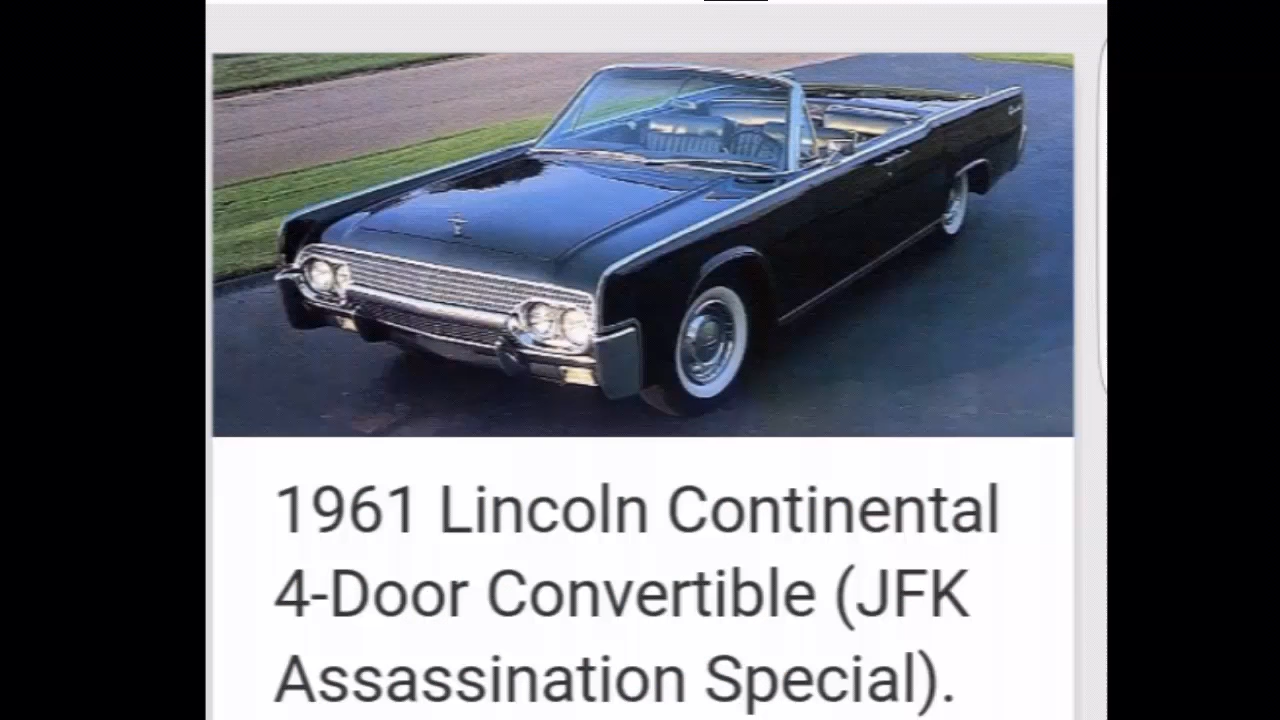 1961 Lincoln Continental
4-Door Convertible (JFK
Assassination Special).